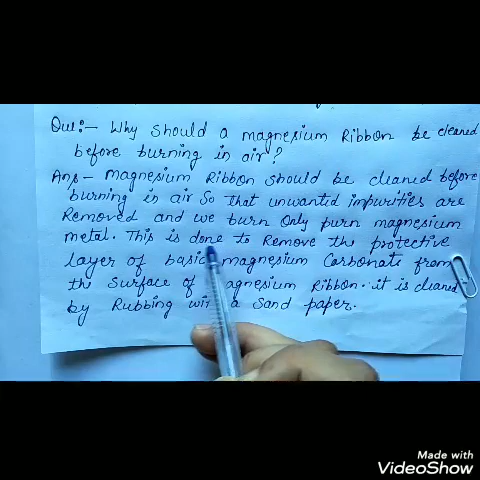 Que:- Why should a magnesium Ribbon be cleaned
before burning in air?
Ans- Magnesium Ribbon should be cleaned before
burning in air So that unwanted impurities are
Removed and we burn Only purn magnesium
metal. This is done to Remove the protective
layer of basic magnesium Carbonate from
the Surface of agnesium Ribbon. it is cleaned
by Rubbing wit a Sand paper.
Made with
VideoShow